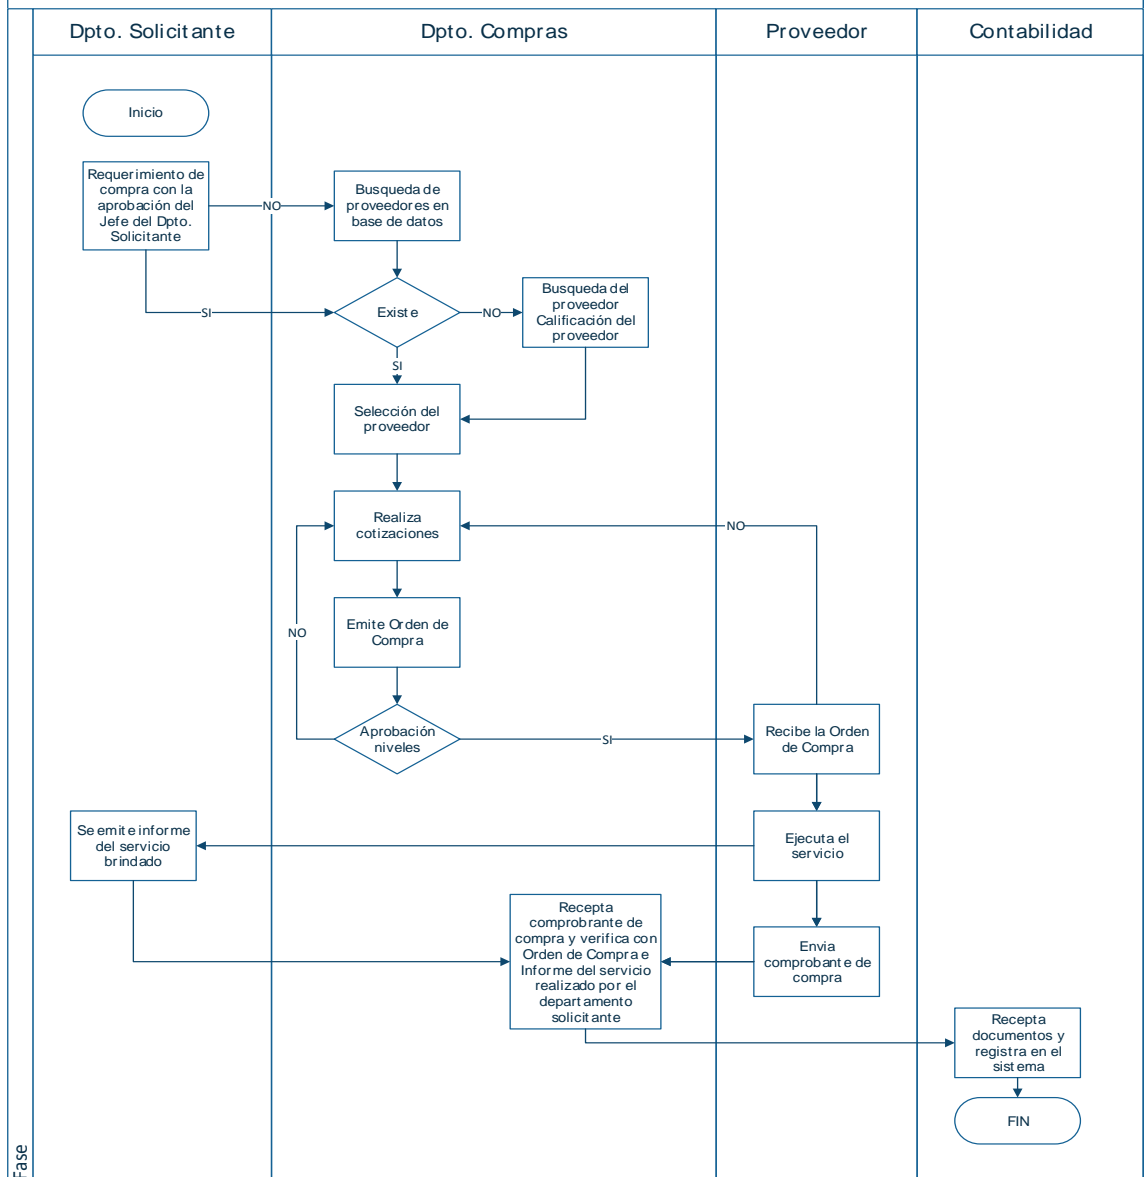 Dpto. Solicitante
Dpto. Compras
Proveedor
Contabilidad
Inicio
Requerimiento de
compra con la
aprobación del
Jefe del Dpto.
Solicitante
NO
Busqueda de
proveedores en
base de datos
SI
Existe
NO
Busqueda del
proveedor
Calificación del
proveedor
SI
Selección del
proveedor
Realiza
cotizaciones
NO
Emite Orden de
Compra
NO
Aprobación
niveles
SI
Recibe la Orden
de Compra
Se emite informe
del servicio
brindado
Ejecuta el
servicio
Recepta
comprobrante de
compra y verifica con
Orden de Compra e
Informe del servicio
realizado por el
departamento
solicitante
Envia
comprobante de
compra
Recepta
documentos y
registra en el
sistema
FIN
Fase